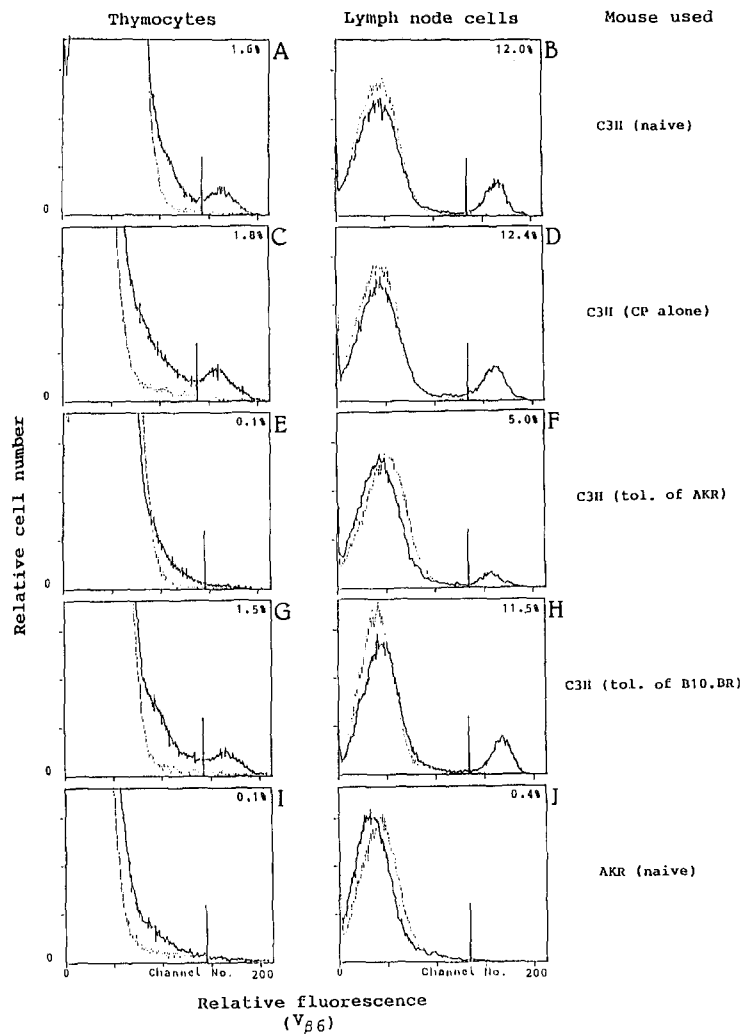 Thymocytes Lymph node cells Mouse used
1.6% A 12.0% B C3H (naive)
0
1.8% C 12.4% D C3H (CP alone)
0
0.1% E 5.0% F C3H (tol. of AKR)
0
1.5% G 11.5% H C3H (tol. of B10.BR)
0
0.1% I 0.4% J AKR (naive)
0
0 Channel No. 200 0 Channel No. 200
Relative cell number
Relative fluorescence
(Vβ6)